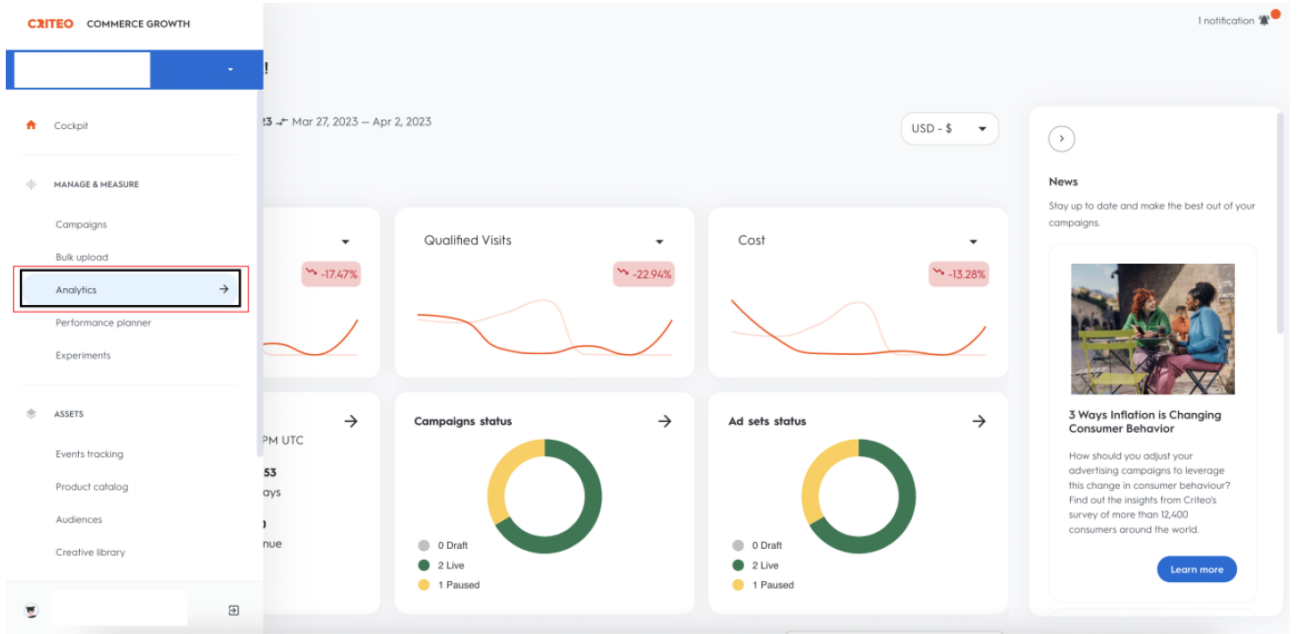 CRITEO COMMERCE GROWTH
1 notification
!
23 Mar 27, 2023 — Apr 2, 2023
USD - $
Cockpit
MANAGE & MEASURE
Campaigns
Bulk upload
Analytics
Performance planner
Experiments
ASSETS
Events tracking
Product catalog
Audiences
Creative library
-17.47%
Qualified Visits
-22.94%
Cost
-13.28%
PM UTC
53
ays
nue
Campaigns status
0 Draft
2 Live
1 Paused
Ad sets status
0 Draft
2 Live
1 Paused
News
Stay up to date and make the best out of your
campaigns.
3 Ways Inflation is Changing
Consumer Behavior
How should you adjust your
advertising campaigns to leverage
this change in consumer behaviour?
Find out the insights from Criteo's
survey of more than 12,400
consumers around the world.
Learn more